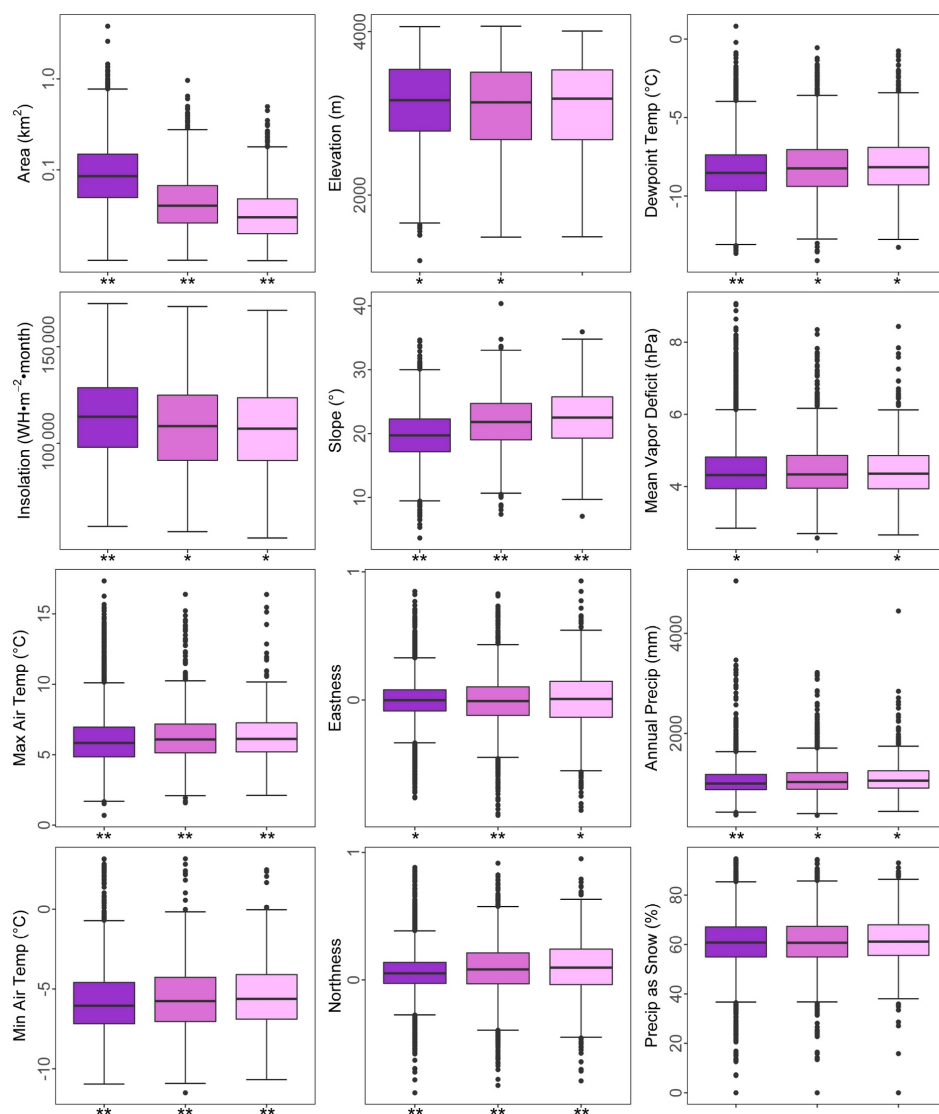 Area (km²)
1.0
0.1
** ** **
Elevation (m)
4000
2000
* *
Dewpoint Temp (°C)
0
-5
-10
** * *
Insolation (WH•m⁻²•month)
150 000
100 000
** * *
Slope (°)
40
30
20
10
** ** **
Mean Vapor Deficit (hPa)
8
6
4
* *
Max Air Temp (°C)
15
10
5
0
** ** **
Eastness
1
0
* ** *
Annual Precip (mm)
4000
2000
** * *
Min Air Temp (°C)
0
-5
-10
** ** **
Northness
1
0
** ** **
Precip as Snow (%)
80
60
40
20
0